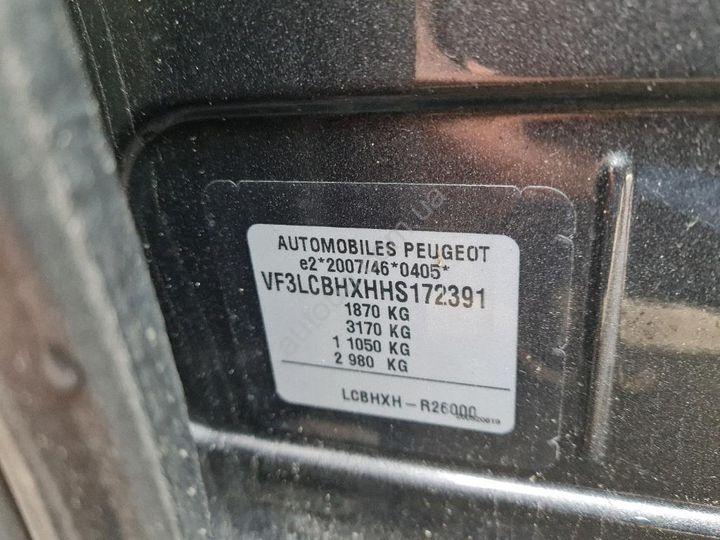 AUTOMOBILES PEUGEOT
e2*2007/46*0405*
VF3LCBHXHHS172391
1870 KG
3170 KG
1 1050 KG
2 980 KG
LCBHXH-R26000